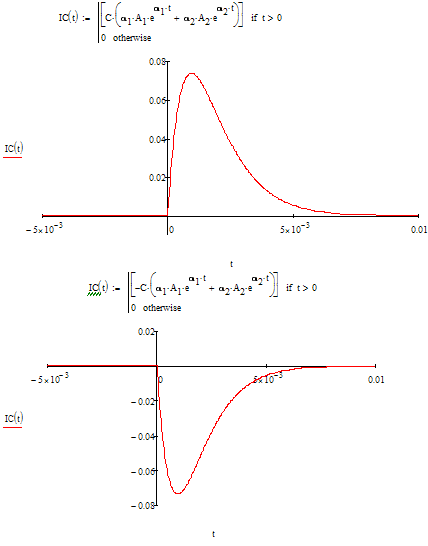 IC(t) := [C·(α₁·A₁·e^(α₁·t) + α₂·A₂·e^(α₂·t))] if t > 0
0 otherwise
0.08
0.06
IC(t)
0.04
0.02
−5×10⁻³ 0 5×10⁻³ 0.01
t
IC(t) := [−C·(α₁·A₁·e^(α₁·t) + α₂·A₂·e^(α₂·t))] if t > 0
0 otherwise
0.02
−5×10⁻³ 0 5×10⁻³ 0.01
−0.02
IC(t)
−0.04
−0.06
−0.08
t